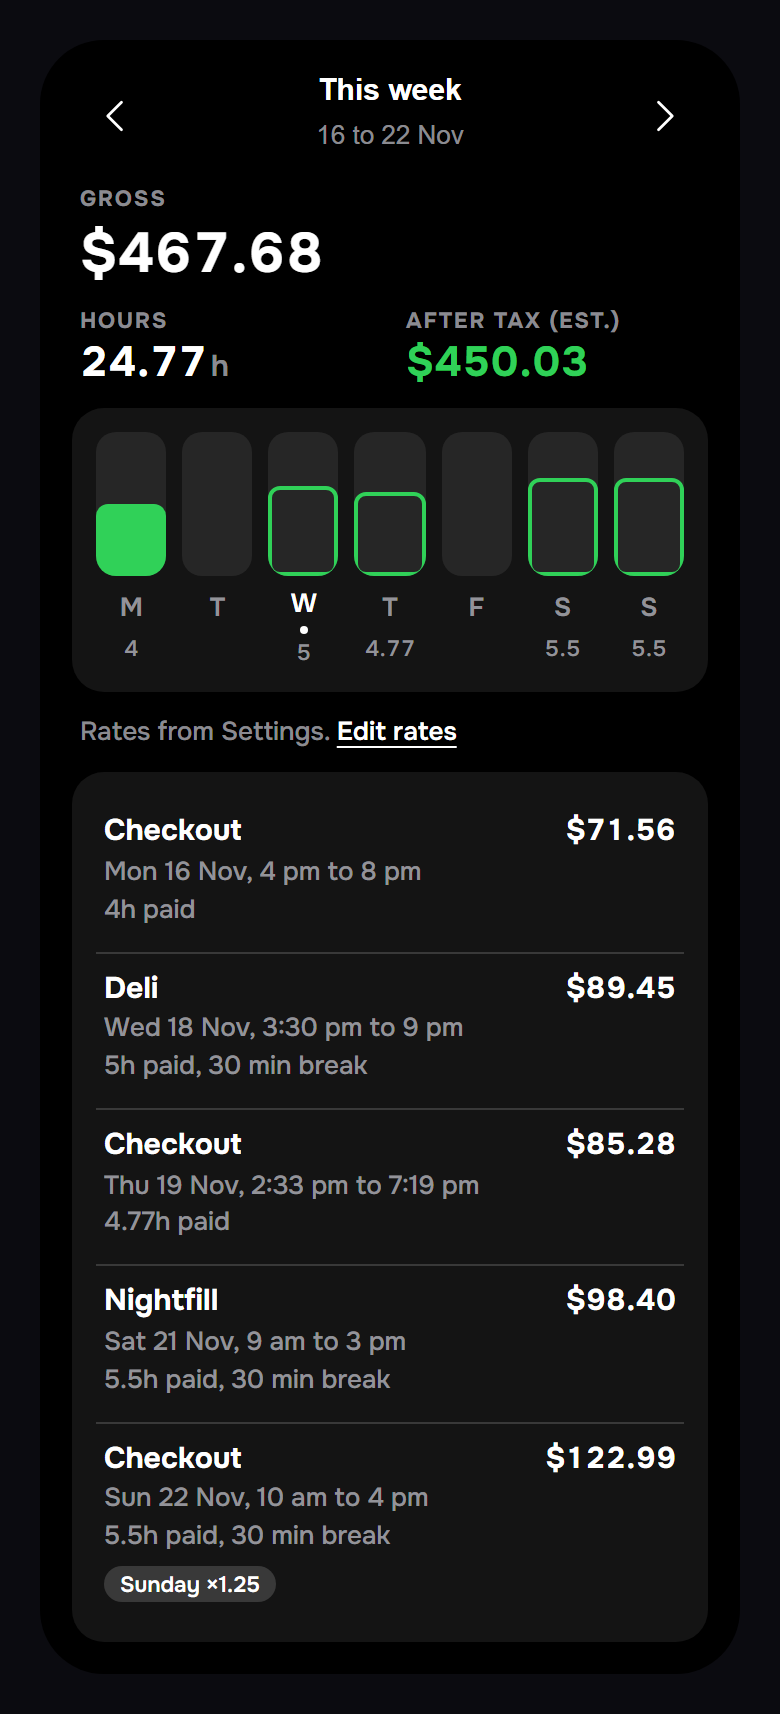 This week
16 to 22 Nov
GROSS
$467.68
HOURS AFTER TAX (EST.)
24.77h $450.03
M T W T F S S
4 5 4.77 5.5 5.5
Rates from Settings. Edit rates
Checkout $71.56
Mon 16 Nov, 4 pm to 8 pm
4h paid
Deli $89.45
Wed 18 Nov, 3:30 pm to 9 pm
5h paid, 30 min break
Checkout $85.28
Thu 19 Nov, 2:33 pm to 7:19 pm
4.77h paid
Nightfill $98.40
Sat 21 Nov, 9 am to 3 pm
5.5h paid, 30 min break
Checkout $122.99
Sun 22 Nov, 10 am to 4 pm
5.5h paid, 30 min break
Sunday ×1.25